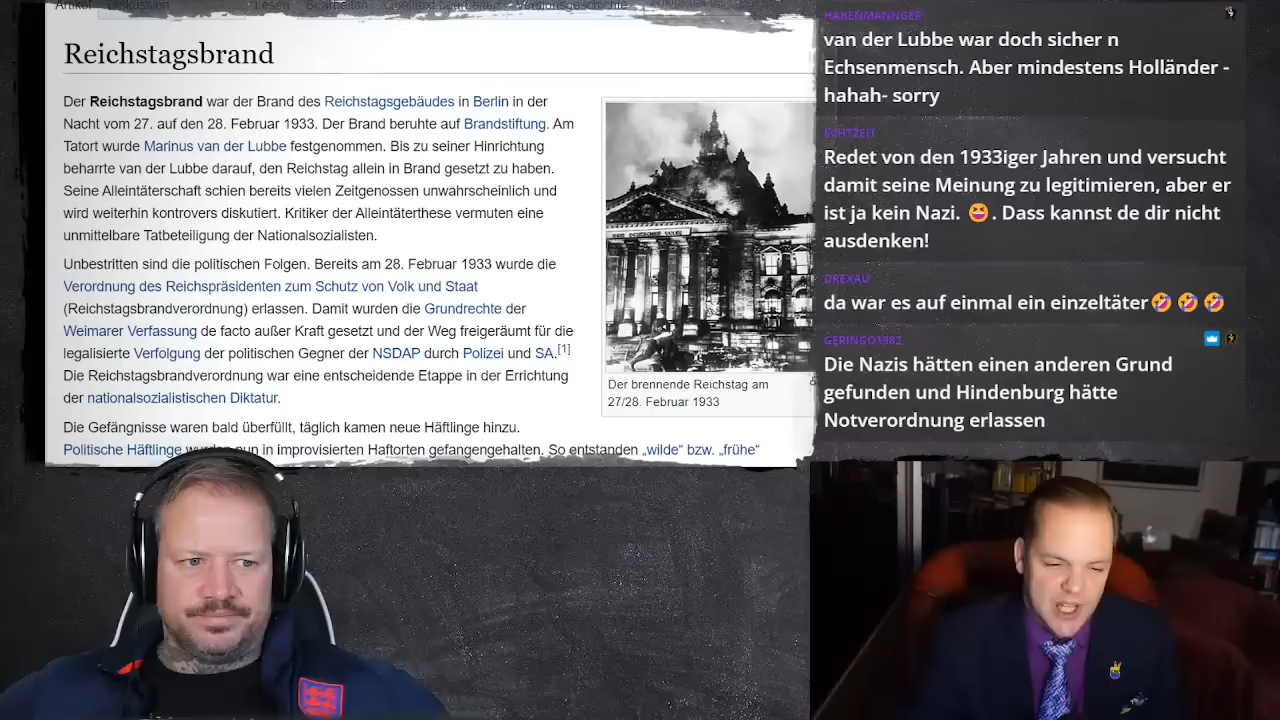 Artikel Diskussion Lesen Bearbeiten Quelltext bearbeiten Versionsgeschichte
Reichstagsbrand
Der Reichstagsbrand war der Brand des Reichstagsgebäudes in Berlin in der
Nacht vom 27. auf den 28. Februar 1933. Der Brand beruhte auf Brandstiftung. Am
Tatort wurde Marinus van der Lubbe festgenommen. Bis zu seiner Hinrichtung
beharrte van der Lubbe darauf, den Reichstag allein in Brand gesetzt zu haben.
Seine Alleintäterschaft schien bereits vielen Zeitgenossen unwahrscheinlich und
wird weiterhin kontrovers diskutiert. Kritiker der Alleintäterthese vermuten eine
unmittelbare Tatbeteiligung der Nationalsozialisten.
Unbestritten sind die politischen Folgen. Bereits am 28. Februar 1933 wurde die
Verordnung des Reichspräsidenten zum Schutz von Volk und Staat
(Reichstagsbrandverordnung) erlassen. Damit wurden die Grundrechte der
Weimarer Verfassung de facto außer Kraft gesetzt und der Weg freigeräumt für die
legalisierte Verfolgung der politischen Gegner der NSDAP durch Polizei und SA.[1]
Die Reichstagsbrandverordnung war eine entscheidende Etappe in der Errichtung
der nationalsozialistischen Diktatur.
Die Gefängnisse waren bald überfüllt, täglich kamen neue Häftlinge hinzu.
Politische Häftlinge wurden nun in improvisierten Haftorten gefangengehalten. So entstanden „wilde“ bzw. „frühe“
Der brennende Reichstag am
27/28. Februar 1933
HAKENMANNGER
van der Lubbe war doch sicher n
Echsenmensch. Aber mindestens Holländer -
hahah- sorry
ECHTZEIT
Redet von den 1933iger Jahren und versucht
damit seine Meinung zu legitimieren, aber er
ist ja kein Nazi. 😆. Dass kannst de dir nicht
ausdenken!
DREXAU
da war es auf einmal ein einzeltäter🤣🤣🤣
GERINGO1982
Die Nazis hätten einen anderen Grund
gefunden und Hindenburg hätte
Notverordnung erlassen